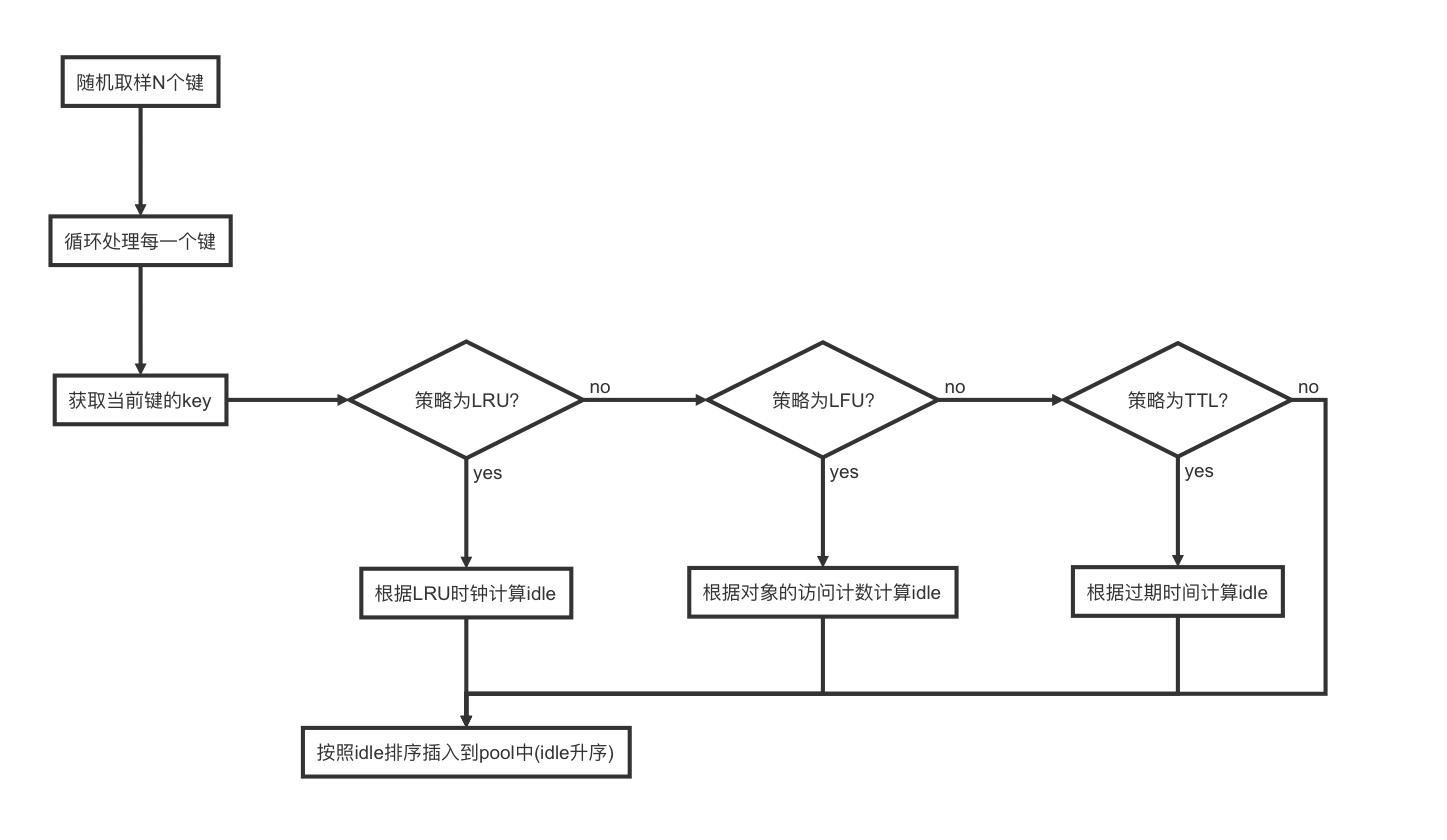 随机取样N个键
循环处理每一个键
获取当前键的key
策略为LRU?
no
策略为LFU?
no
策略为TTL?
no
yes
yes
yes
根据LRU时钟计算idle
根据对象的访问计数计算idle
根据过期时间计算idle
按照idle排序插入到pool中(idle升序)